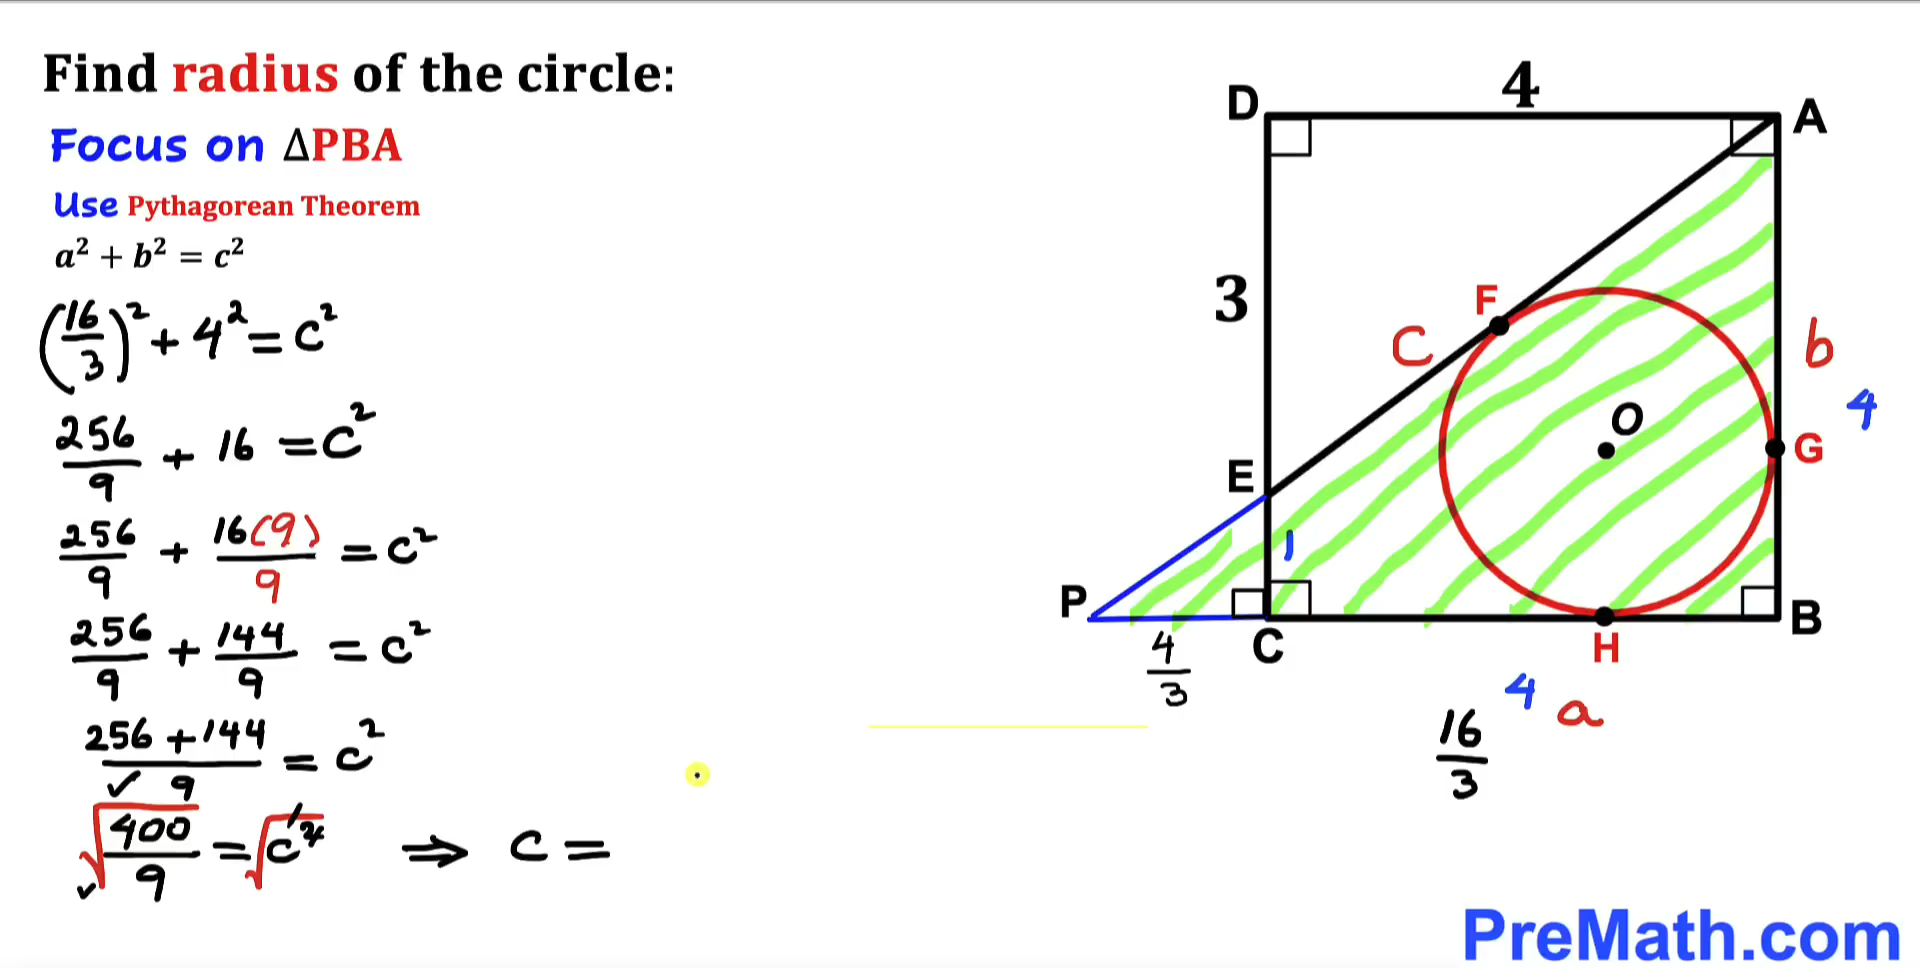 Find radius of the circle:
Focus on ΔPBA
Use Pythagorean Theorem
a² + b² = c²
(16/3)² + 4² = c²
256/9 + 16 = c²
256/9 + 16(9)/9 = c²
256/9 + 144/9 = c²
256 + 144/9 = c²
√400/9 = √c² ⇒ c =
D 4 A
3
F
C
b
O
4
E
G
1
P
C
H
B
4/3
4 a
16/3
PreMath.com